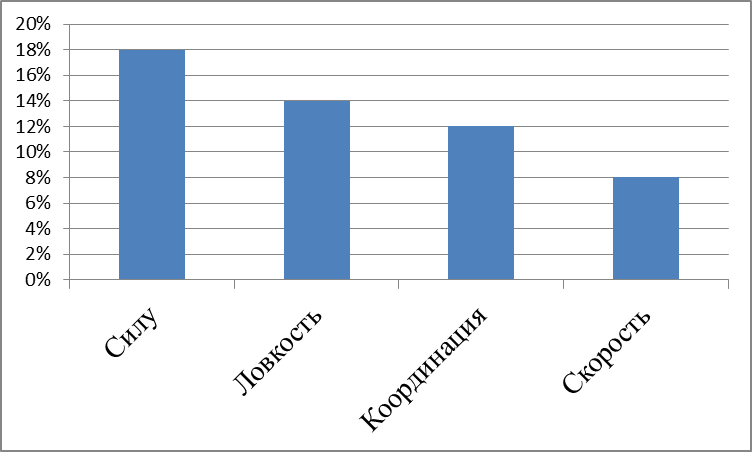 20%
18%
16%
14%
12%
10%
8%
6%
4%
2%
0%
Силу
Ловкость
Координация
Скорость